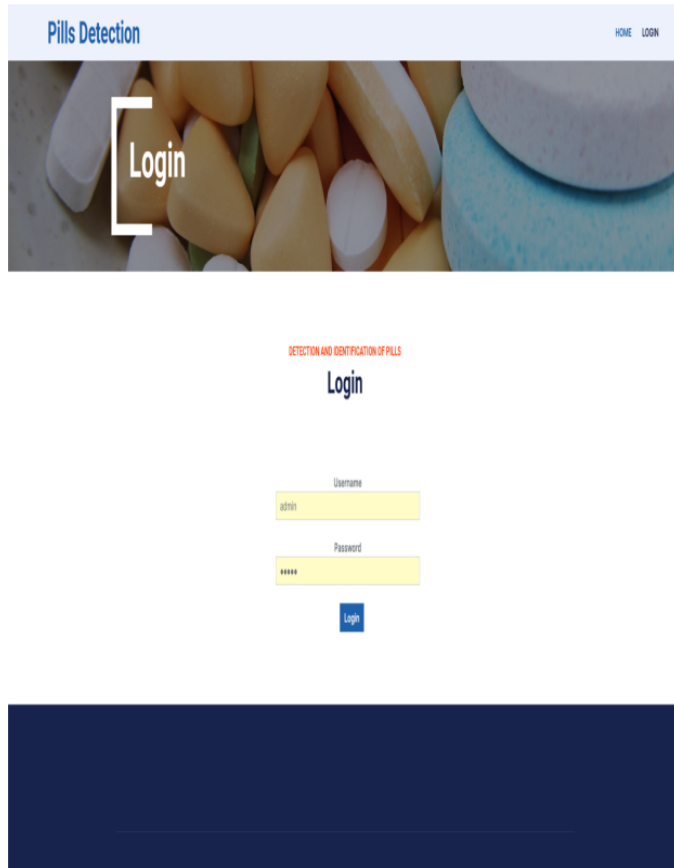 Pills Detection
HOME LOGIN
Login
DETECTION AND IDENTIFICATION OF PILLS
Login
Username
admin
Password
•••••
Login